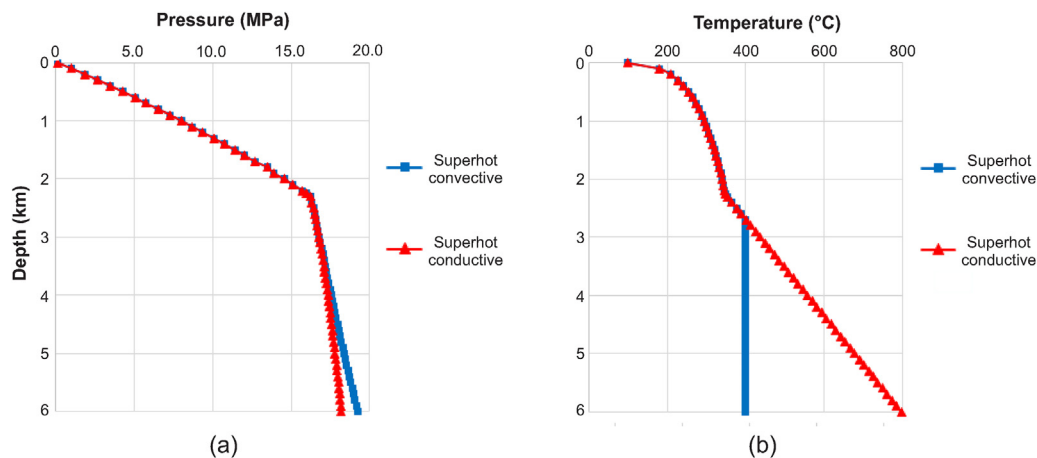 Pressure (MPa)
0 5.0 10.0 15.0 20.0
Depth (km)
0
1
2
3
4
5
6
Superhot
convective
Superhot
conductive
(a)
Temperature (°C)
0 200 400 600 800
0
1
2
3
4
5
6
Superhot
convective
Superhot
conductive
(b)